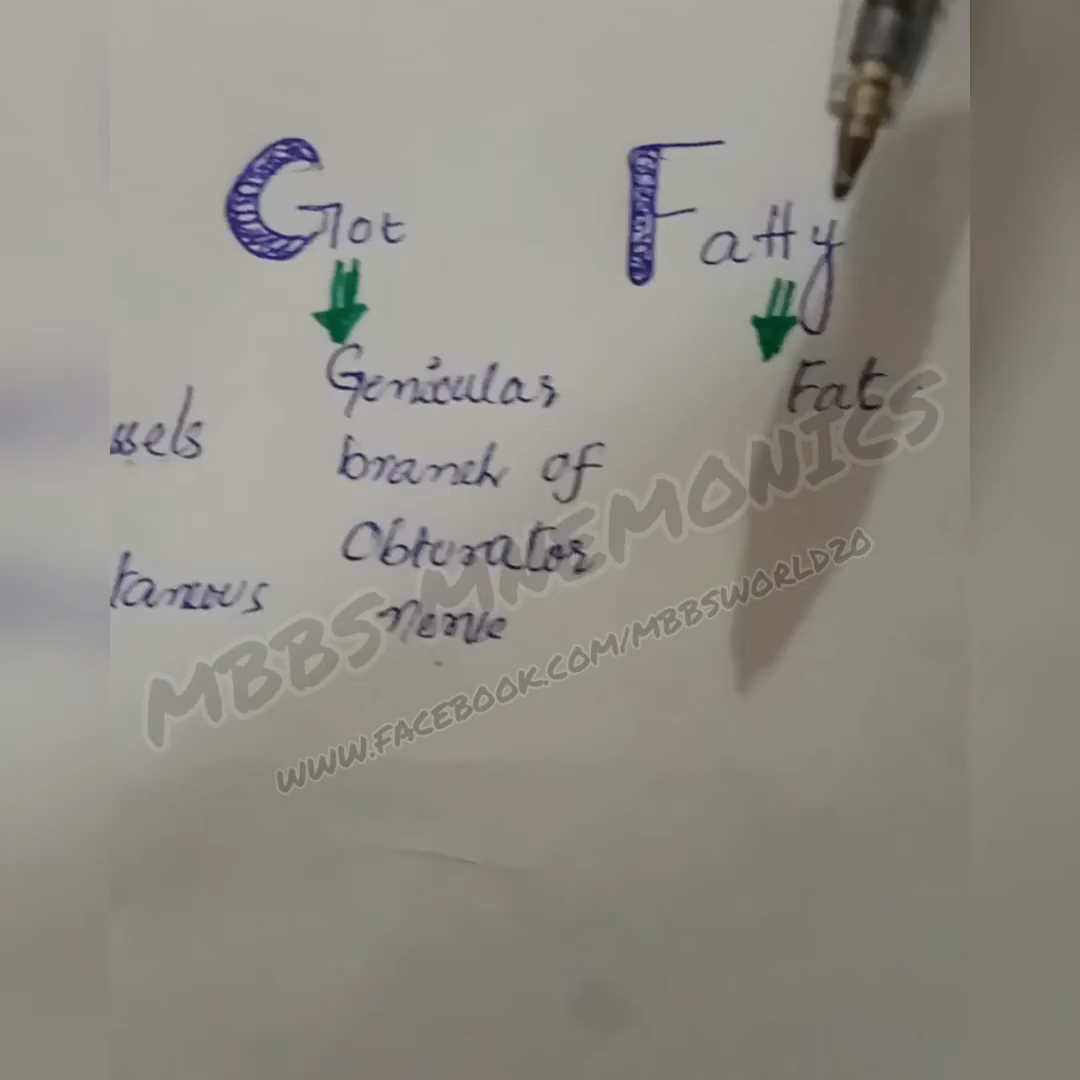 Got Fatty
Genicular Fat
ssels branch of
Obturator
taneous nerve
MBBS MNEMONICS
www.facebook.com/mbbsworld20